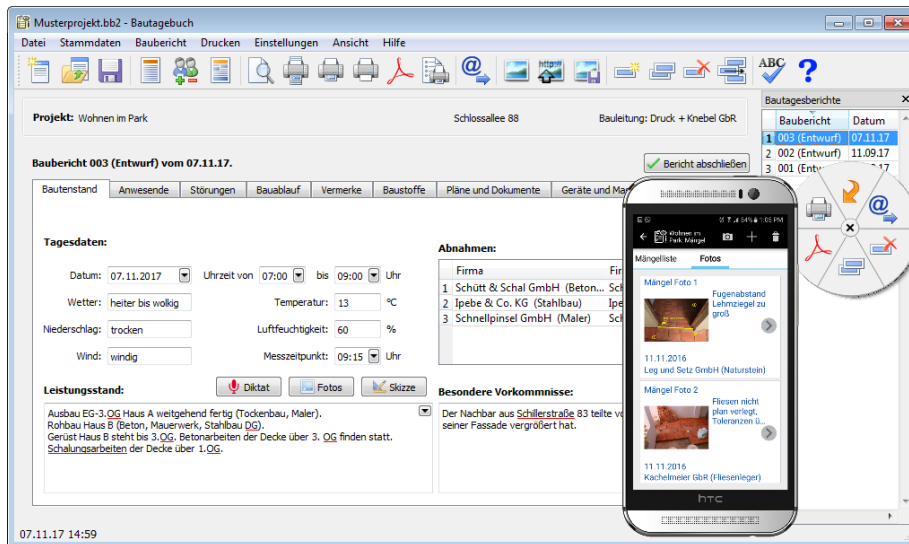 Musterprojekt.bb2 - Bautagebuch
Datei Stammdaten Baubericht Drucken Einstellungen Ansicht Hilfe
http://
ABC
Projekt: Wohnen im Park Schlossallee 88 Bauleitung: Druck + Knebel GbR
Bautagesberichte
Baubericht Datum
1 003 (Entwurf) 07.11.17
2 002 (Entwurf) 11.09.17
3 001
Baubericht 003 (Entwurf) vom 07.11.17.
Bericht abschließen
Bautenstand Anwesende Störungen Bauablauf Vermerke Baustoffe Pläne und Dokumente Geräte und
Tagesdaten:
Datum: 07.11.2017 Uhrzeit von 07:00 bis 09:00 Uhr
Wetter: heiter bis wolkig Temperatur: 13 °C
Niederschlag: trocken Luftfeuchtigkeit: 60 %
Wind: windig Messzeitpunkt: 09:15 Uhr
Abnahmen:
Firma
1 Schütt & Schal GmbH (Beton...
2 Ipebe & Co. KG (Stahlbau)
3 Schnellpinsel GmbH (Maler)
Leistungsstand: Diktat Fotos Skizze
Ausbau EG-3.OG Haus A weitgehend fertig (Tockenbau, Maler).
Rohbau Haus B (Beton, Mauerwerk, Stahlbau DG).
Gerüst Haus B steht bis 3.OG. Betonarbeiten der Decke über 3. OG finden statt.
Schalungsarbeiten der Decke über 1.OG.
Besondere Vorkommnisse:
Der Nachbar aus Schillerstraße 83 teilte
seiner Fassade vergrößert hat.
54% 1:05 PM
Wohnen im
Park: Mängel
Mängelliste Fotos
Mängel Foto 1
Fugenabstand
Lehmziegel zu
groß
11.11.2016
Leg und Setz GmbH (Naturstein)
Mängel Foto 2
Fliesen nicht
plan verlegt,
Toleranzen ü...
11.11.2016
Kachelmeier GbR (Fliesenleger)
hTC
07.11.17 14:59